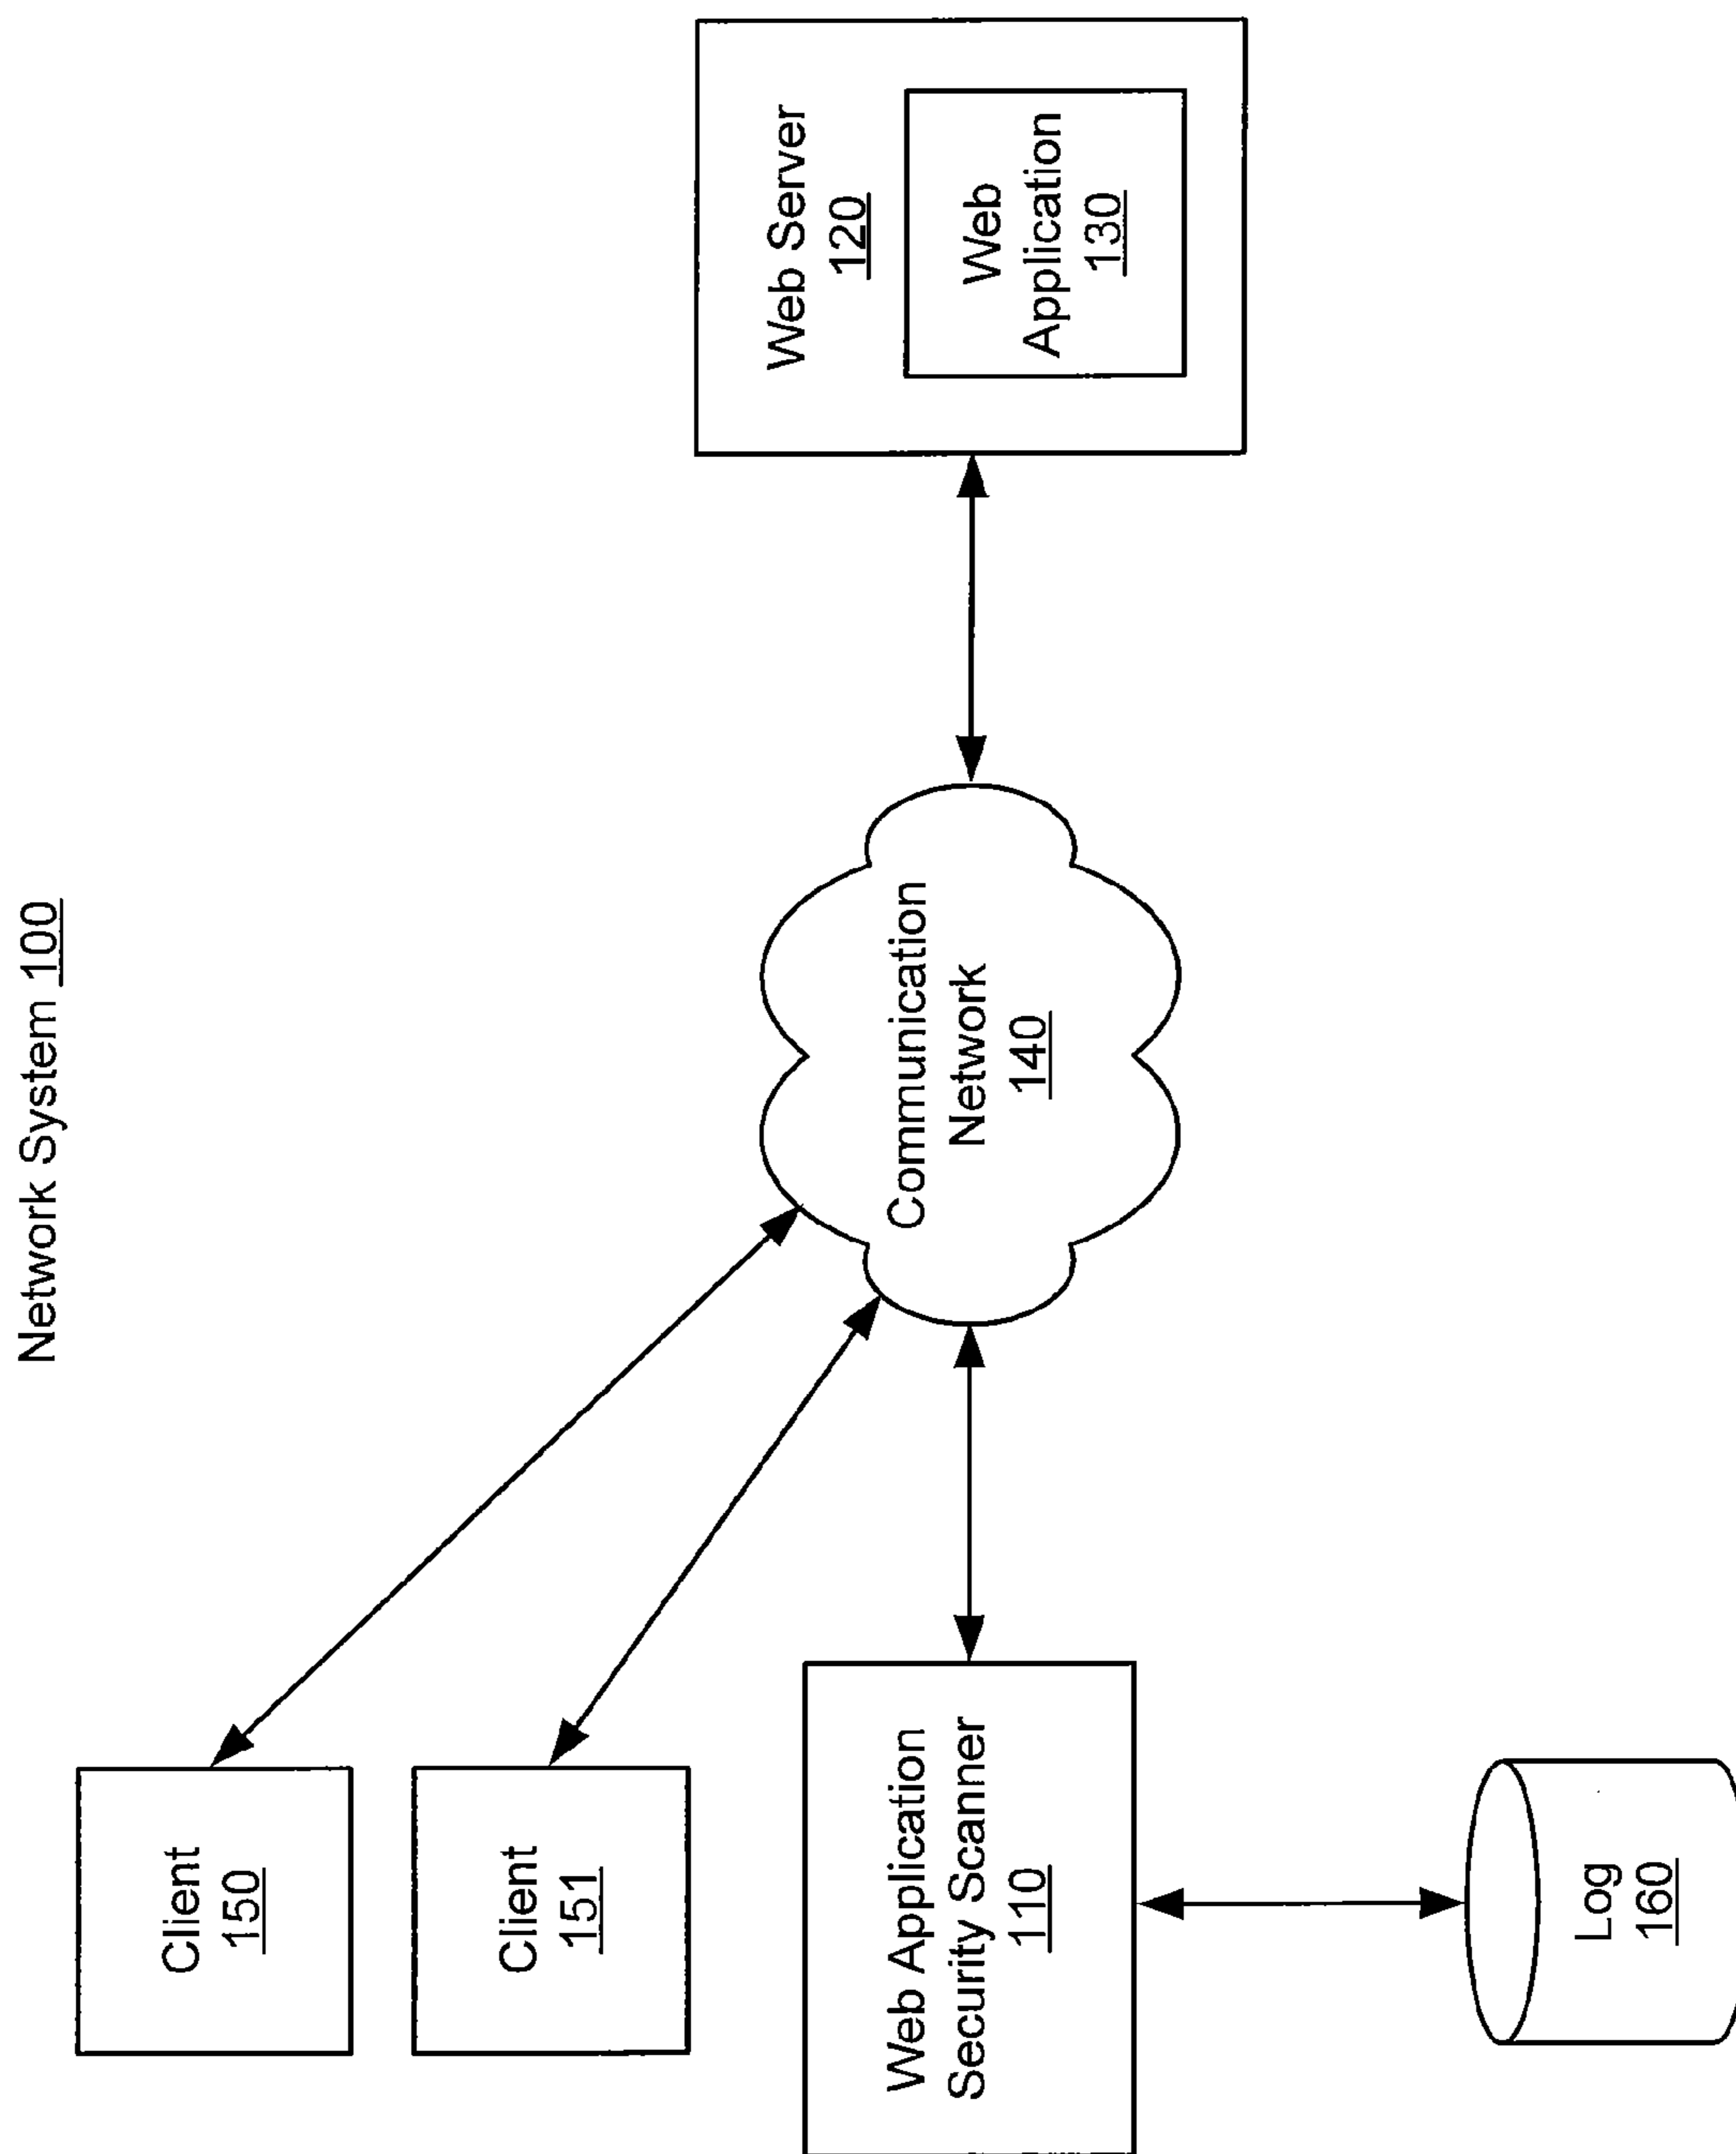 Network System 100
Client
150
Client
151
Web Application
Security Scanner
110
Log
160
Communication
Network
140
Web Server
120
Web
Application
130